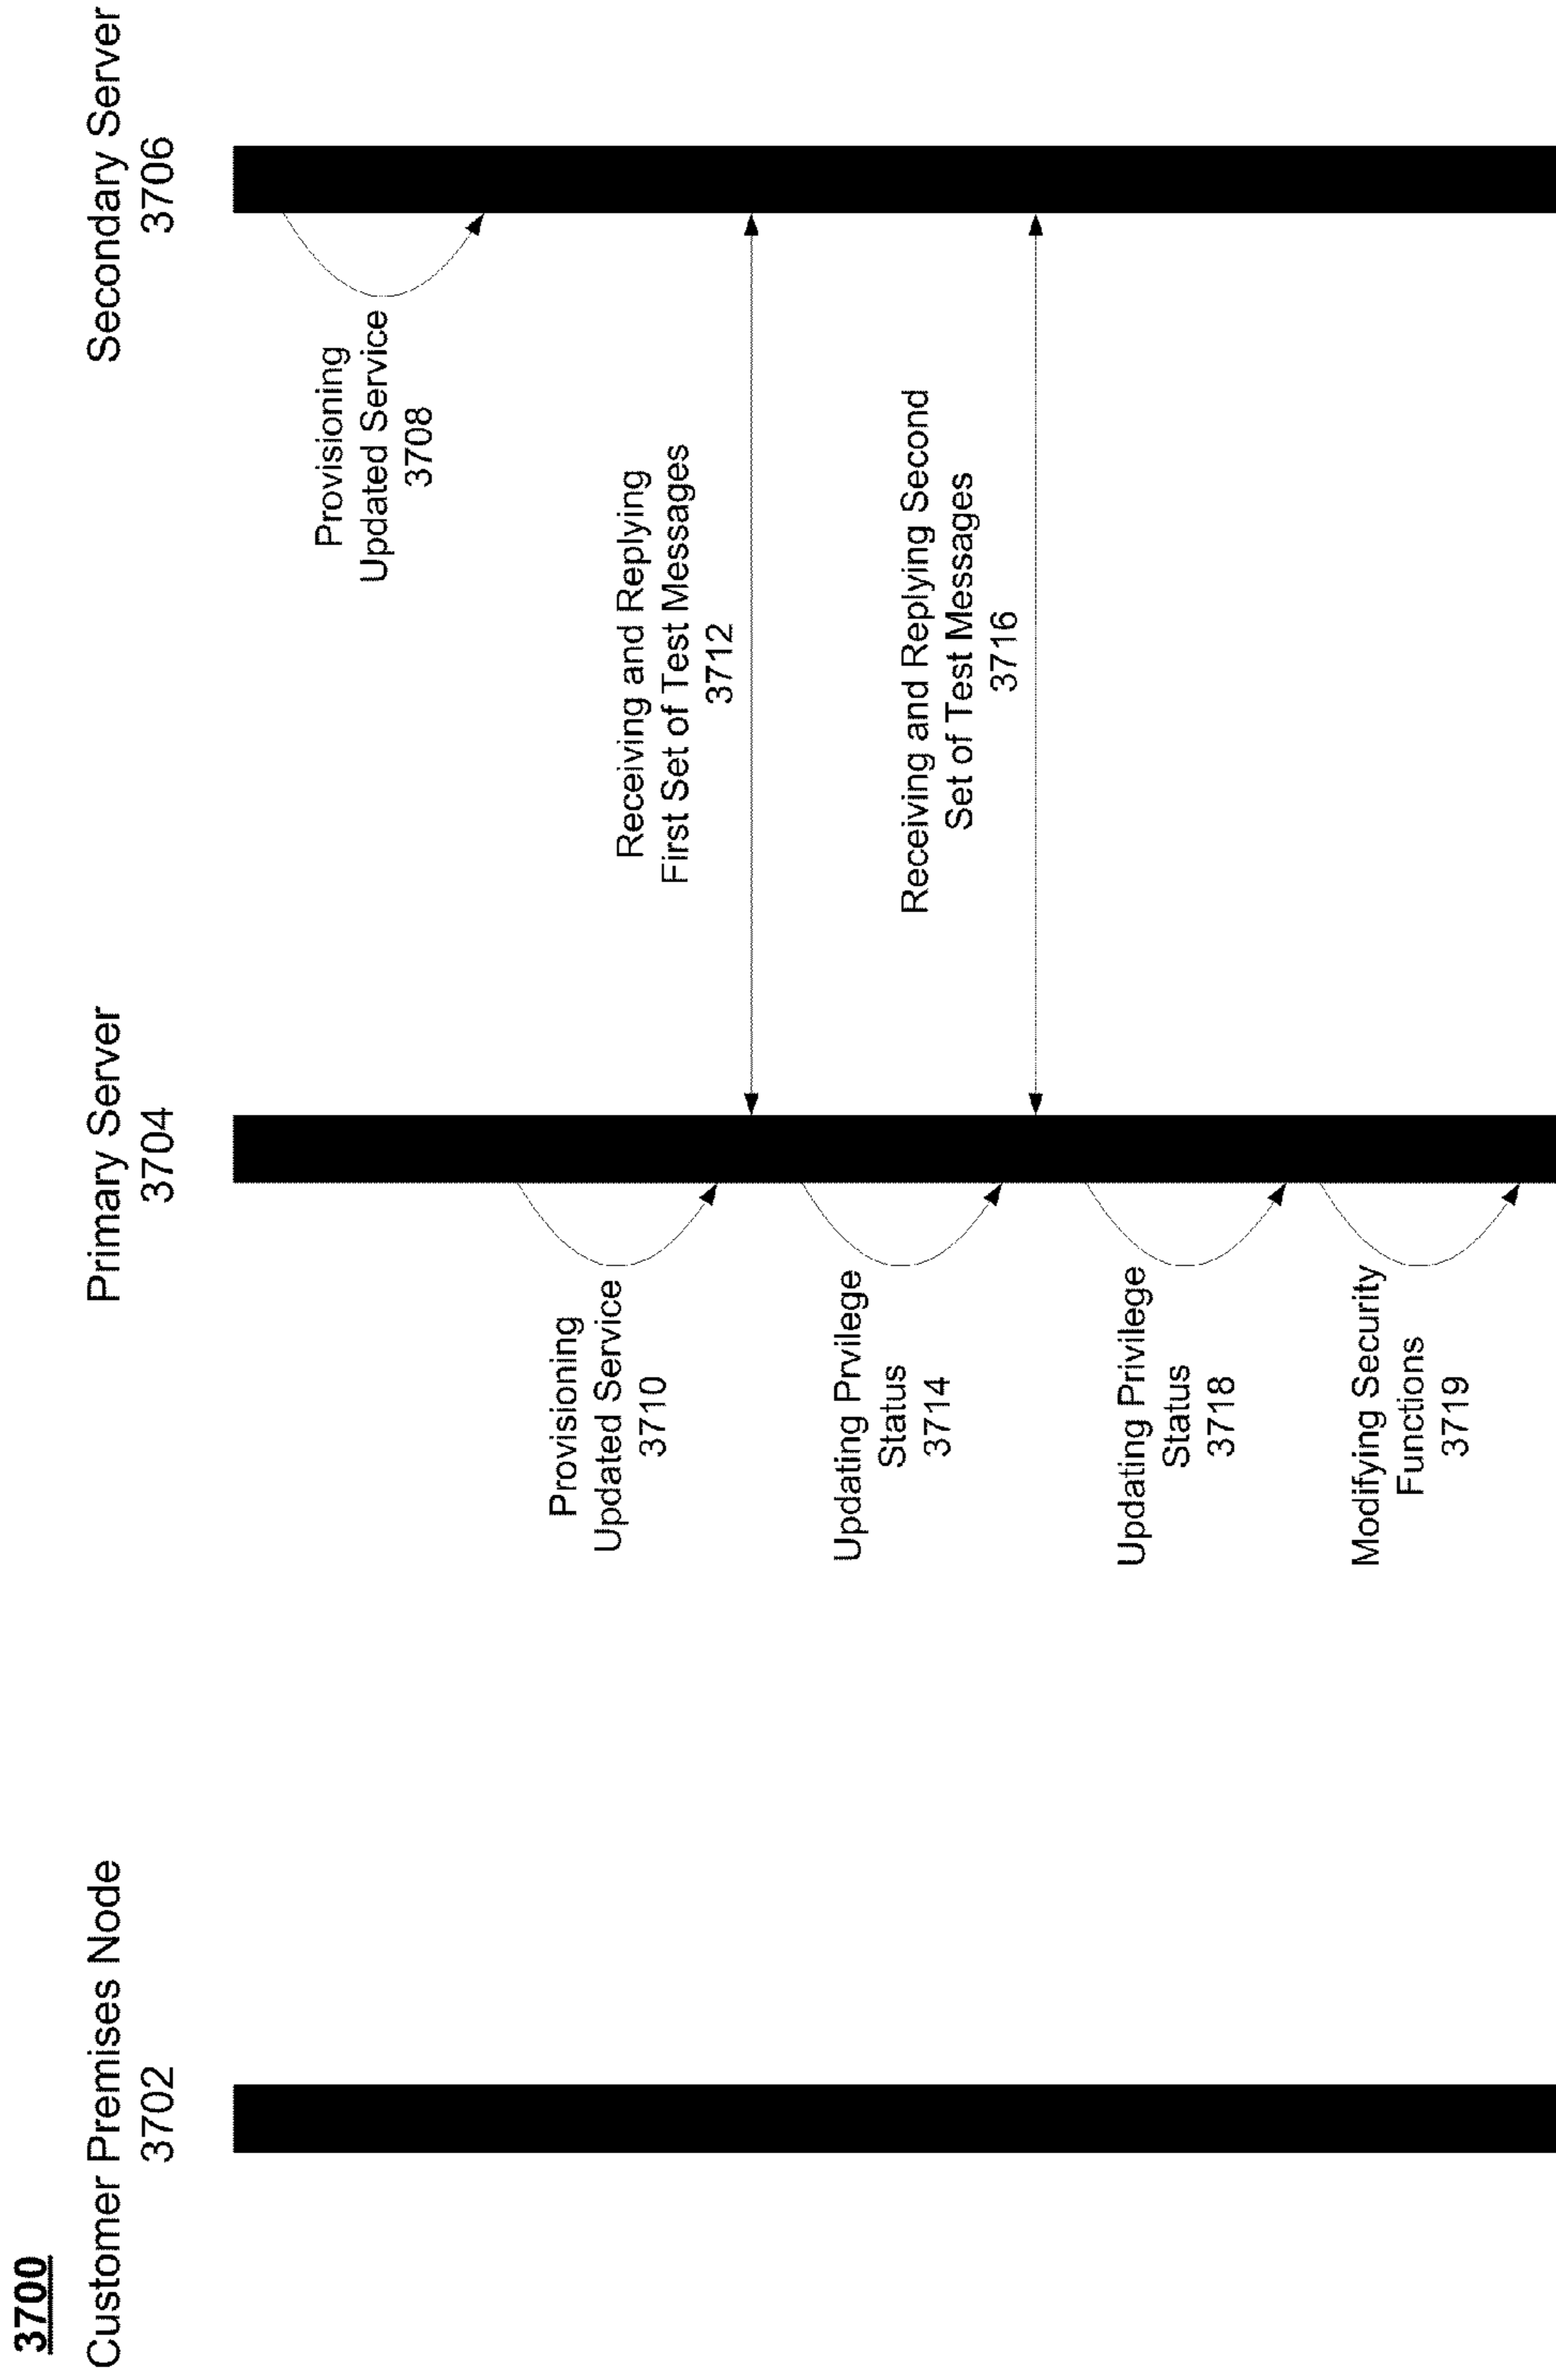 3700
Customer Premises Node
3702
Primary Server
3704
Secondary Server
3706
Provisioning
Updated Service
3708
Provisioning
Updated Service
3710
Receiving and Replying
First Set of Test Messages
3712
Updating Prvilege
Status
3714
Receiving and Replying Second
Set of Test Messages
3716
Updating Privilege
Status
3718
Modifying Security
Functions
3719